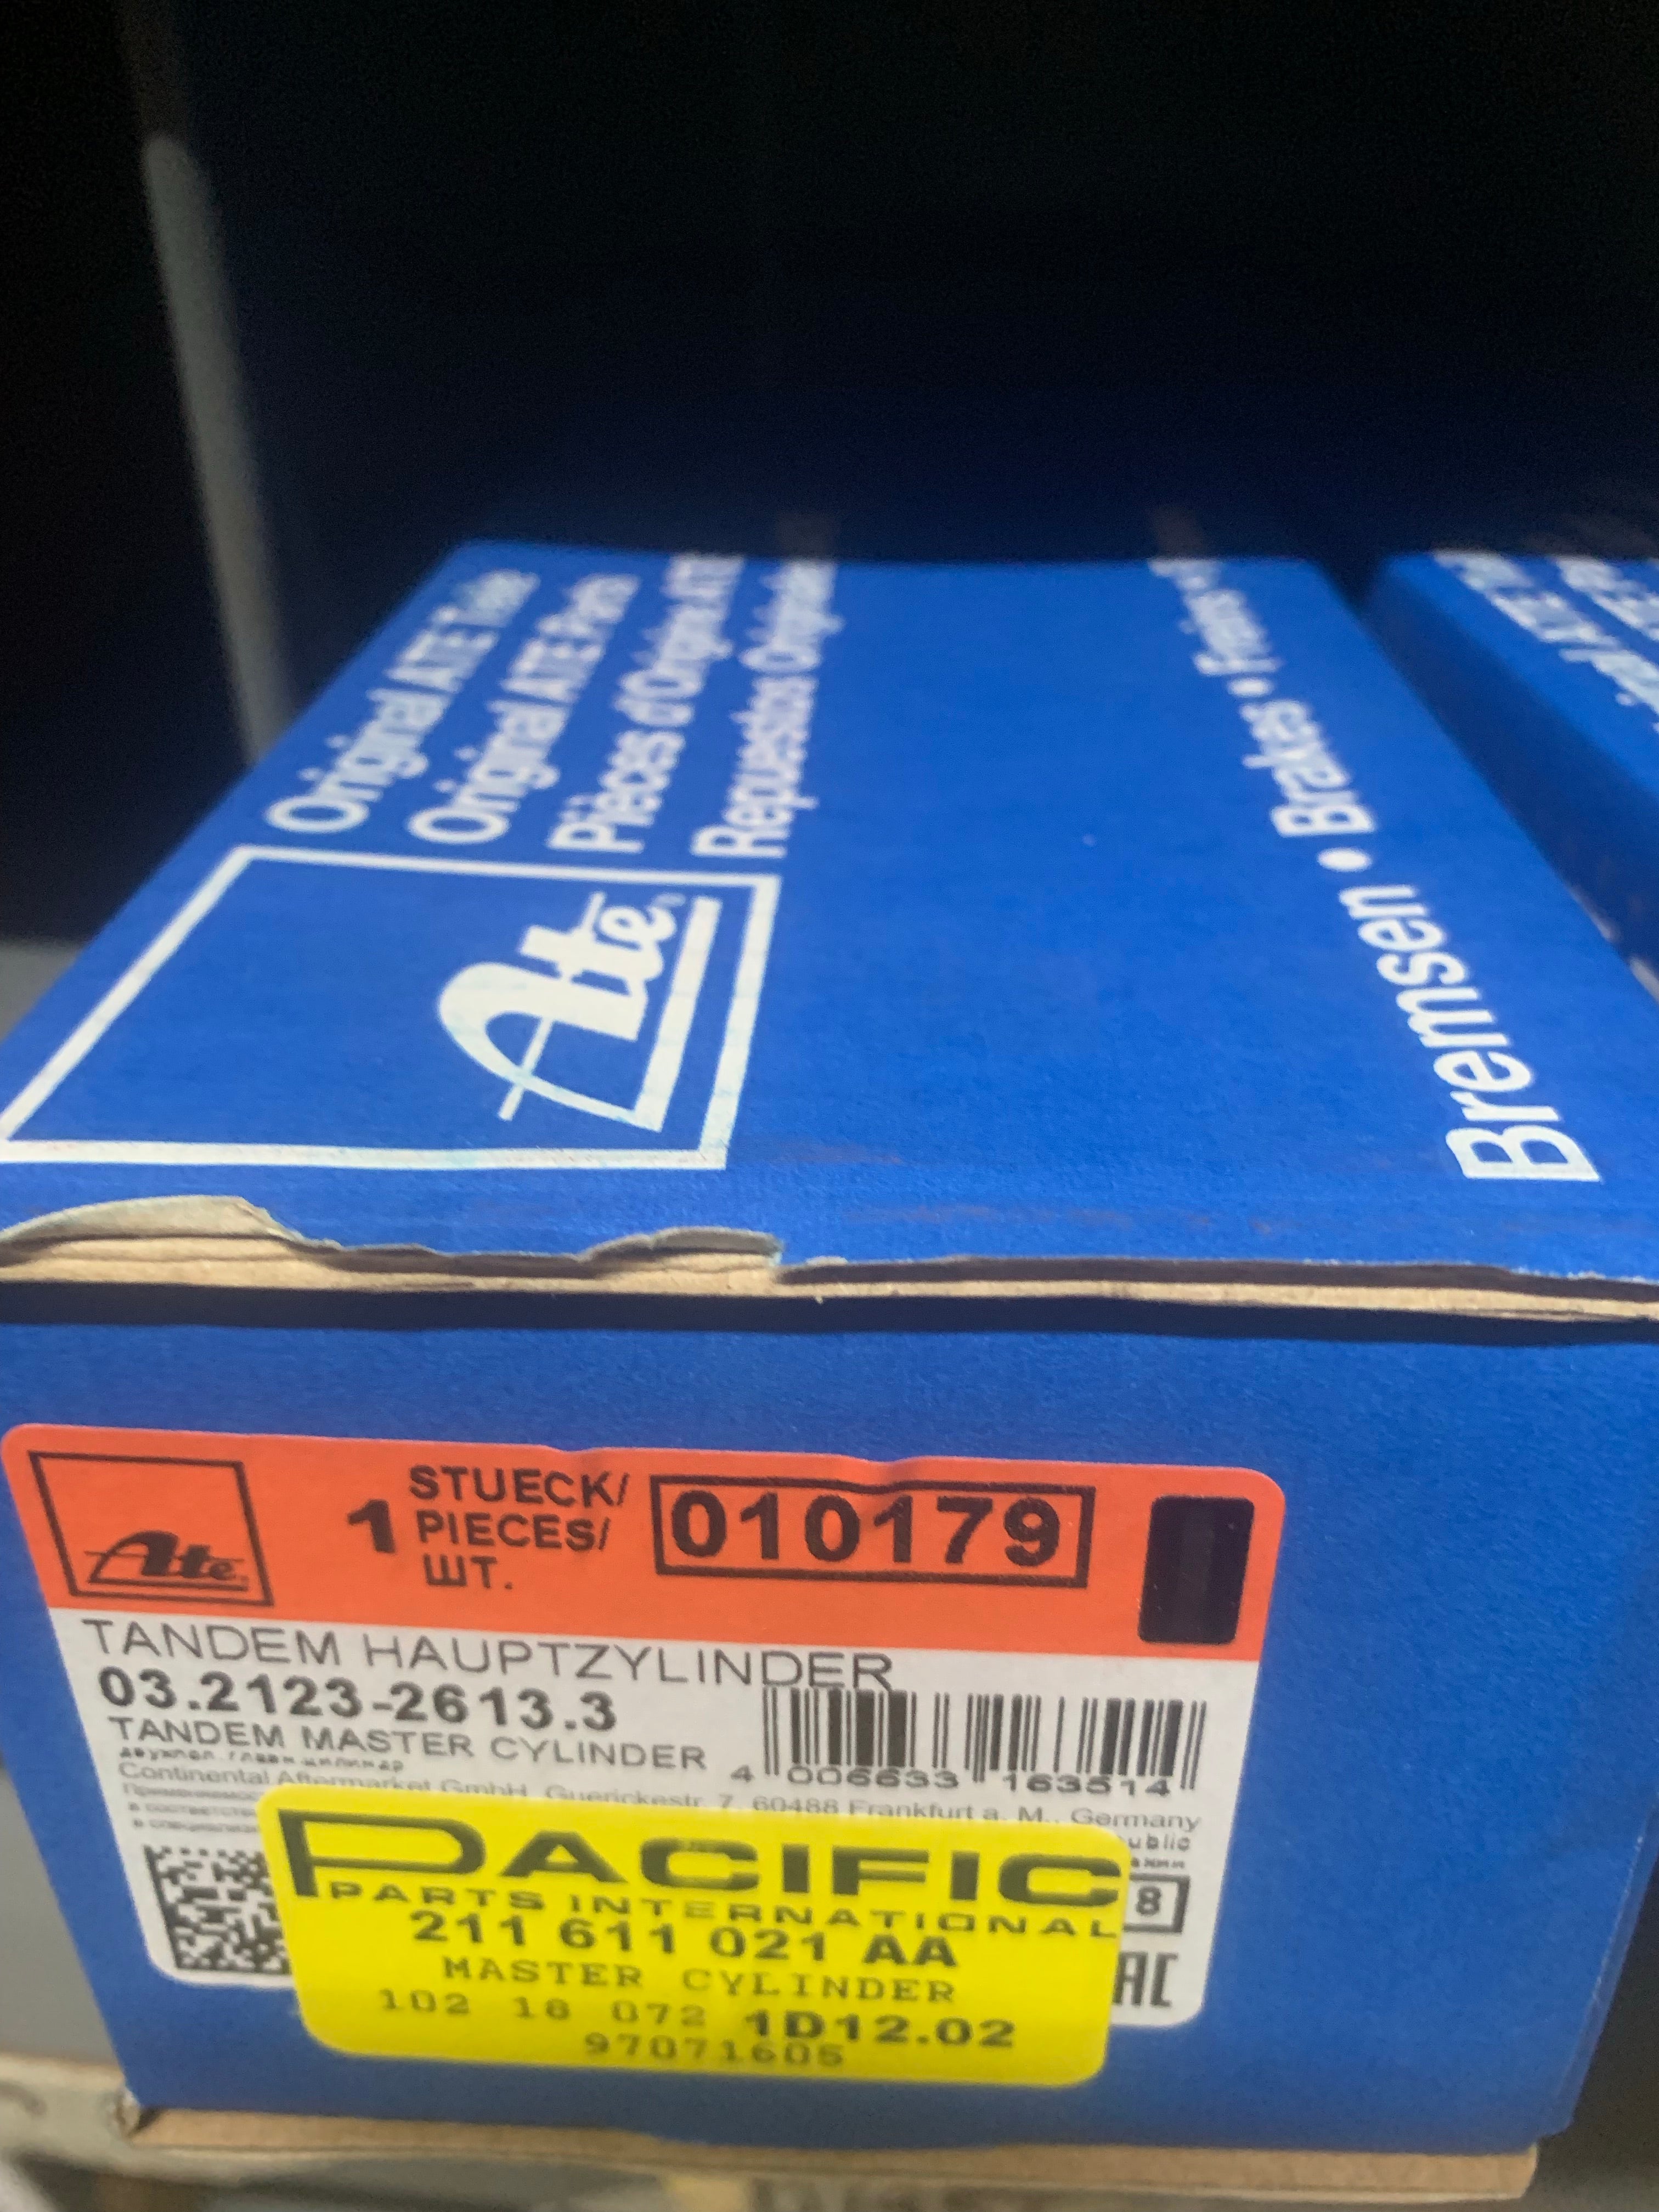 Original ATE Teile
Original ATE Parts
Pièces d'Origine ATE
Repuestos Originales
Ate®
Bremsen • Brakes • Freins •
Ate
1 STUECK/
PIECES/
ШТ.
010179
TANDEM HAUPTZYLINDER
03.2123-2613.3
TANDEM MASTER CYLINDER
4 006633 163514
Continental Aftermarket GmbH, Guerickestr. 7, 60488 Frankfurt a. M., Germany
8
PACIFIC
PARTS INTERNATIONAL
211 611 021 AA
MASTER CYLINDER
102 18 072 1D12.02
97071605